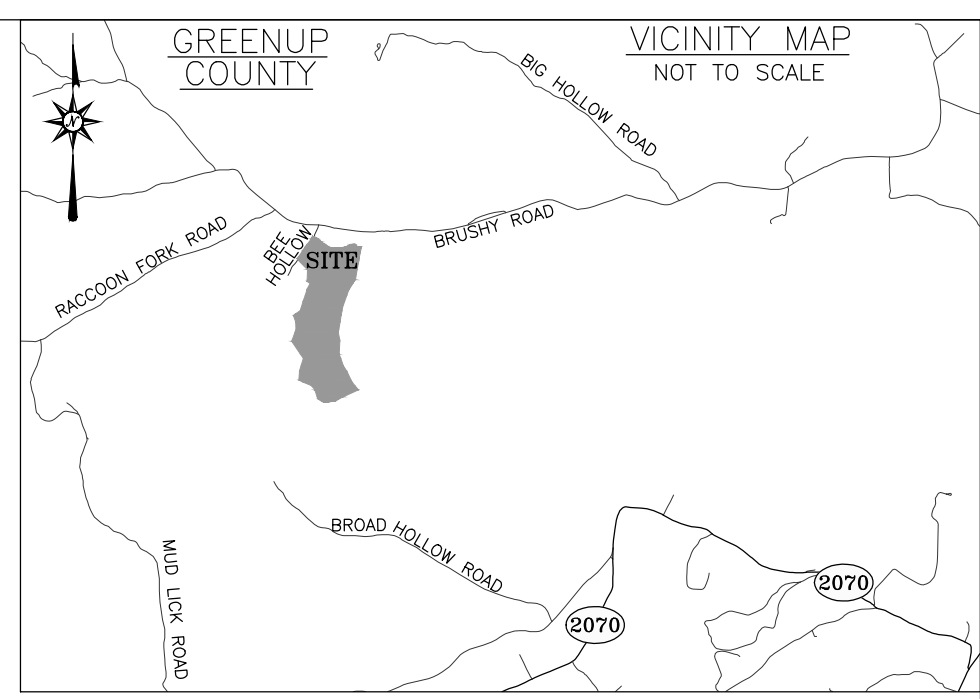 GREENUP
COUNTY
VICINITY MAP
NOT TO SCALE
N
BIG HOLLOW ROAD
RACCOON FORK ROAD
BEE
HOLLOW
SITE
BRUSHY ROAD
BROAD HOLLOW ROAD
MUD LICK ROAD
2070
2070